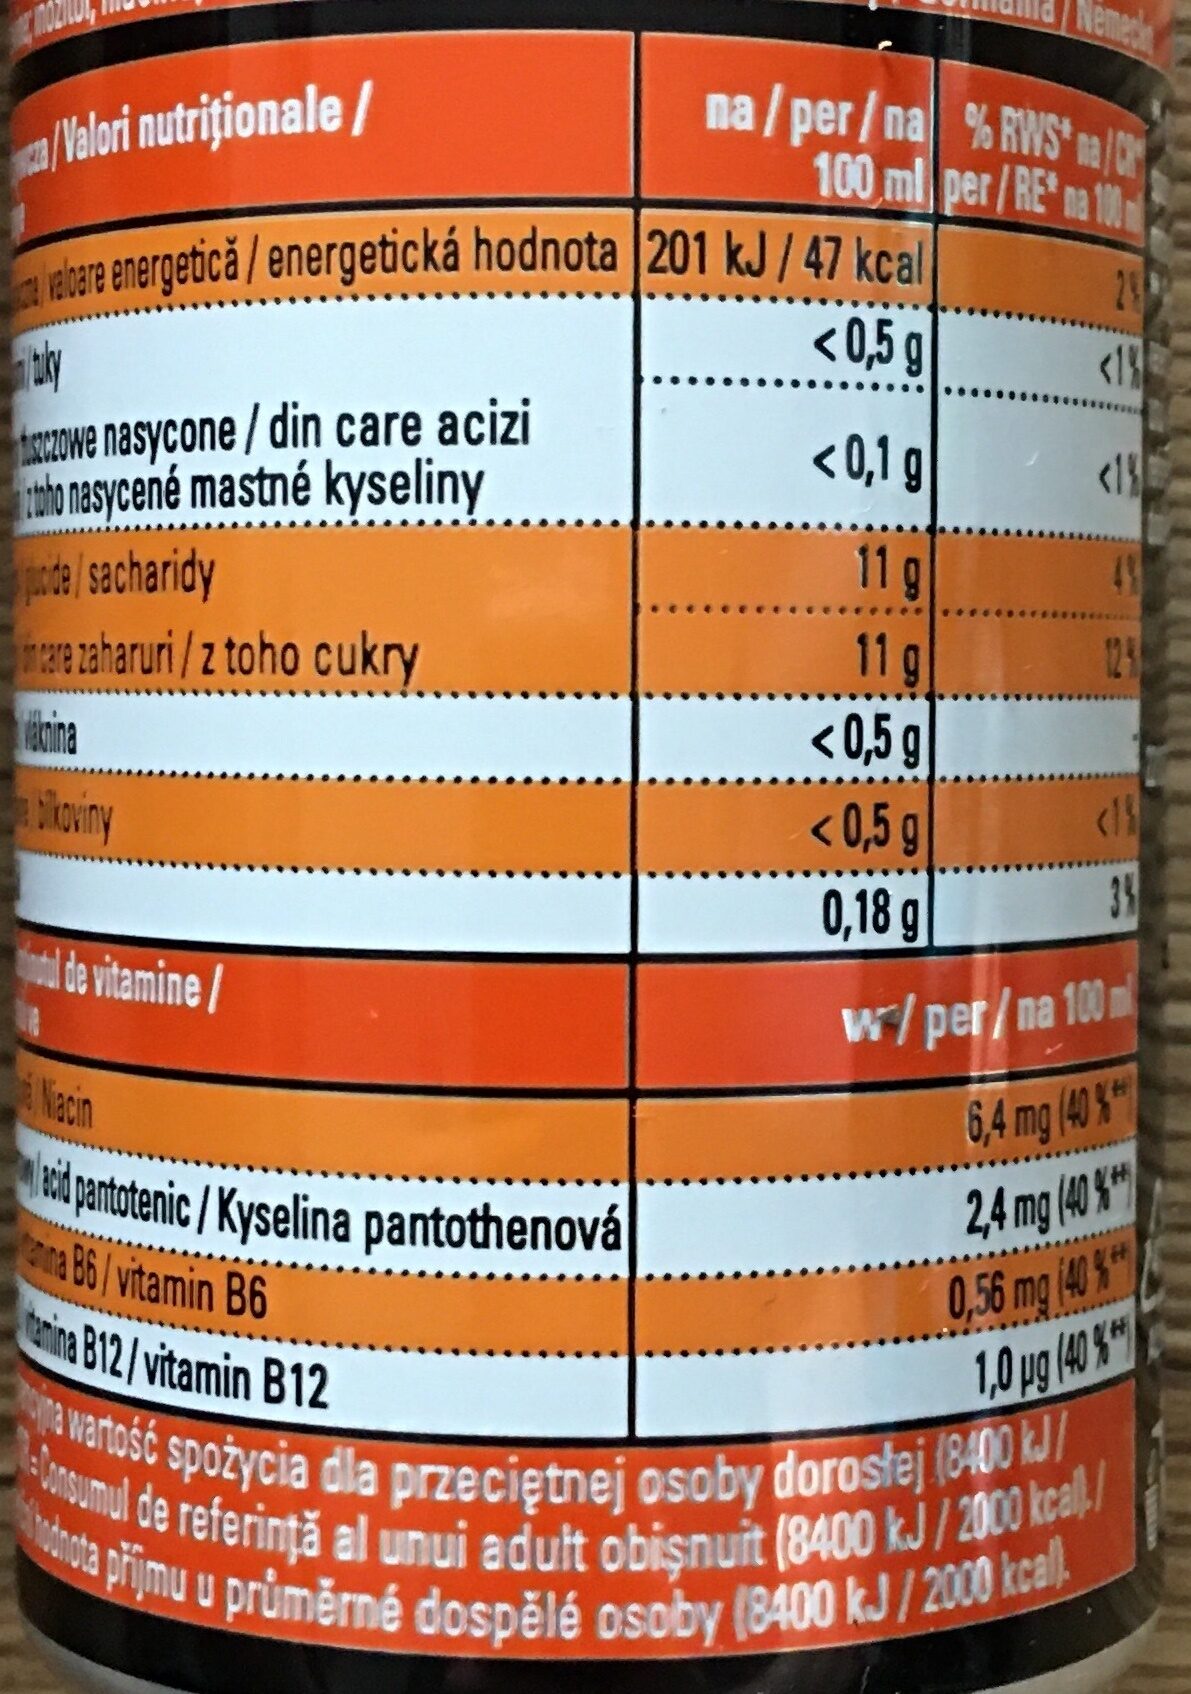 Valori nutriționale /
na / per / na % RWS* na / CR*
100 ml per / RE* na 100 ml
valoare energetică / energetická hodnota 201 kJ / 47 kcal 2 %
/ tuky < 0,5 g <1 %
nasycone / din care acizi
z toho nasycené mastné kyseliny < 0,1 g <1 %
glucide / sacharidy 11 g 4 %
din care zaharuri / z toho cukry 11 g 12 %
vláknina < 0,5 g -
/ bílkoviny < 0,5 g <1 %
0,18 g 3 %
de vitamine /
w / per / na 100 ml
/ Niacin 6,4 mg (40 %**)
/ acid pantotenic / Kyselina pantothenová 2,4 mg (40 %**)
B6 / vitamin B6 0,56 mg (40 %**)
B12 / vitamin B12 1,0 µg (40 %**)
wartość spożycia dla przeciętnej osoby dorosłej (8400 kJ /
= Consumul de referință al unui adult obișnuit (8400 kJ / 2000 kcal). /
hodnota příjmu u průměrné dospělé osoby (8400 kJ / 2000 kcal).